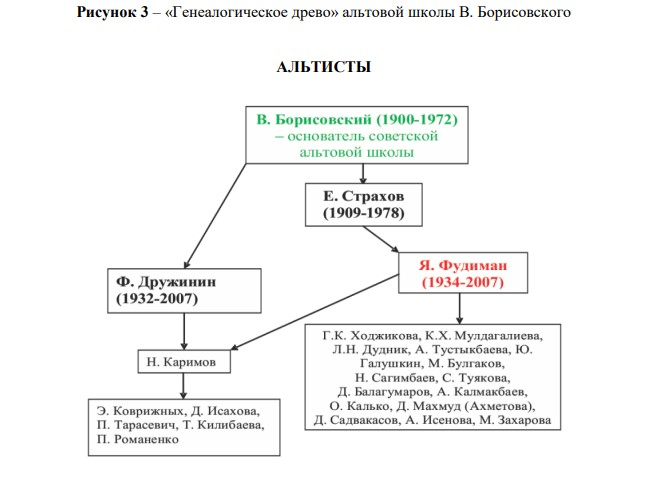 Рисунок 3 – «Генеалогическое древо» альтовой школы В. Борисовского
АЛЬТИСТЫ
В. Борисовский (1900-1972)
– основатель советской
альтовой школы
Е. Страхов
(1909-1978)
Ф. Дружинин
(1932-2007)
Я. Фудиман
(1934-2007)
Н. Каримов
Г.К. Ходжикова, К.Х. Мулдагалиева,
Л.Н. Дудник, А. Тустыкбаева, Ю.
Галушкин, М. Булгаков,
Н. Сагимбаев, С. Туякова,
Д. Балагумаров, А. Калмакбаев,
О. Калько, Д. Махмуд (Ахметова),
Д. Садвакасов, А. Исенова, М. Захарова
Э. Коврижных, Д. Исахова,
П. Тарасевич, Т. Килибаева,
П. Романенко